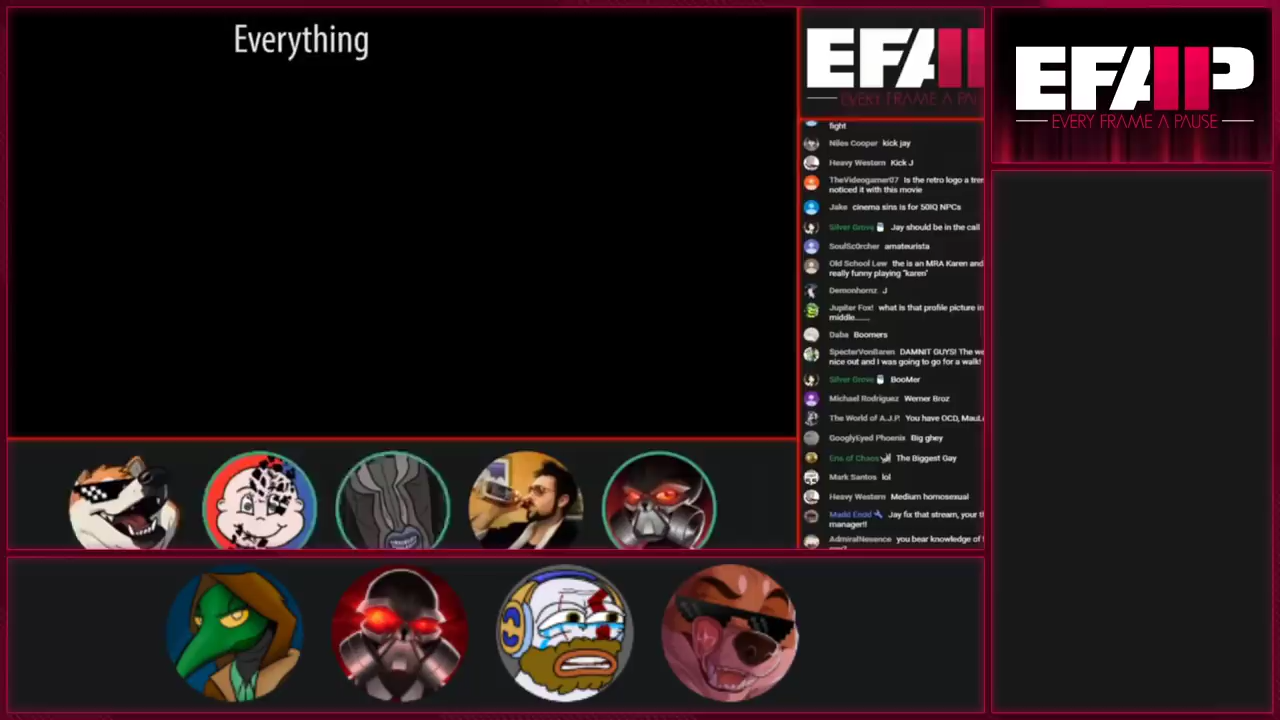 Everything
EFAP
EVERY FRAME A PAUSE
EFA
EVERY FRAME A PA
fight
Niles Cooper kick jay
Heavy Western Kick J
TheVideogamer07 Is the retro logo a
noticed it with this movie
Jake cinema sins is for 50IQ NPCs
Silver Grove Jay should be in the call
SoulSc0rcher amateurista
Old School Lew the is an MRA Karen and
really funny playing "karen"
Demonhornz J
Jupiter Fox! what is that profile picture in
middle......
Daba Boomers
SpecterVonBaren DAMNIT GUYS! The
nice out and I was going to go for a walk!
Silver Grove BooMer
Michael Rodriguez Werner Broz
The World of A.J.P. You have OCD,
GooglyEyed Phoenix Big ghey
Eric of Chaos The Biggest Gay
Mark Santos lol
Heavy Western Medium homosexual
Jay fix that stream, your
manager!!
AdmiralNesence you bear knowledge of